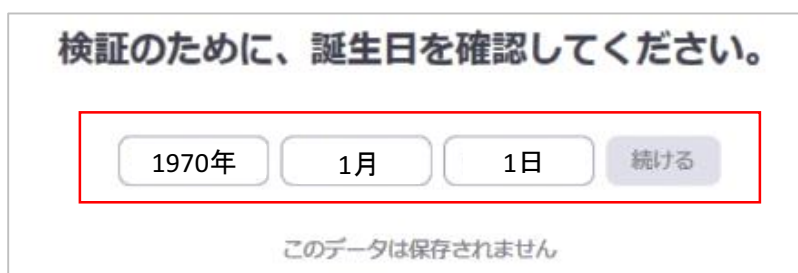 検証のために、誕生日を確認してください。
1970年 1月 1日 続ける
このデータは保存されません